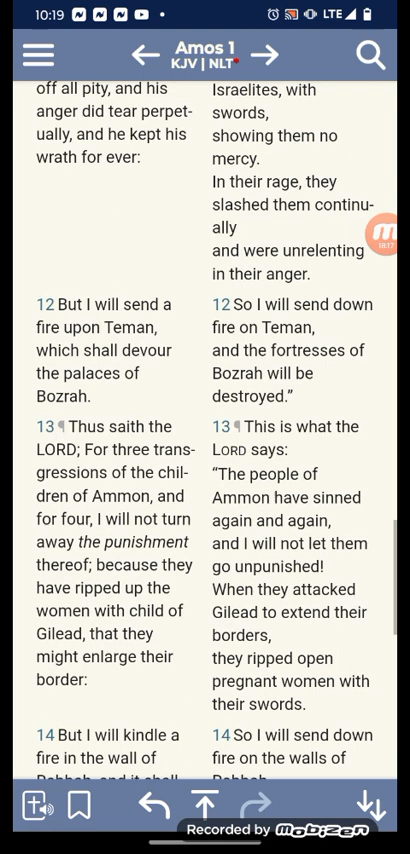 10:19
LTE
Amos 1
KJV | NLT
off all pity, and his
anger did tear perpet-
ually, and he kept his
wrath for ever:
12 But I will send a
fire upon Teman,
which shall devour
the palaces of
Bozrah.
13 ¶ Thus saith the
LORD; For three trans-
gressions of the chil-
dren of Ammon, and
for four, I will not turn
away the punishment
thereof; because they
have ripped up the
women with child of
Gilead, that they
might enlarge their
border:
14 But I will kindle a
fire in the wall of
Rabbah, and it shall
Israelites, with
swords,
showing them no
mercy.
In their rage, they
slashed them continu-
ally
and were unrelenting
in their anger.
12 So I will send down
fire on Teman,
and the fortresses of
Bozrah will be
destroyed.”
13 ¶ This is what the
LORD says:
“The people of
Ammon have sinned
again and again,
and I will not let them
go unpunished!
When they attacked
Gilead to extend their
borders,
they ripped open
pregnant women with
their swords.
14 So I will send down
fire on the walls of
Rabbah,
18:17
Recorded by mobizen